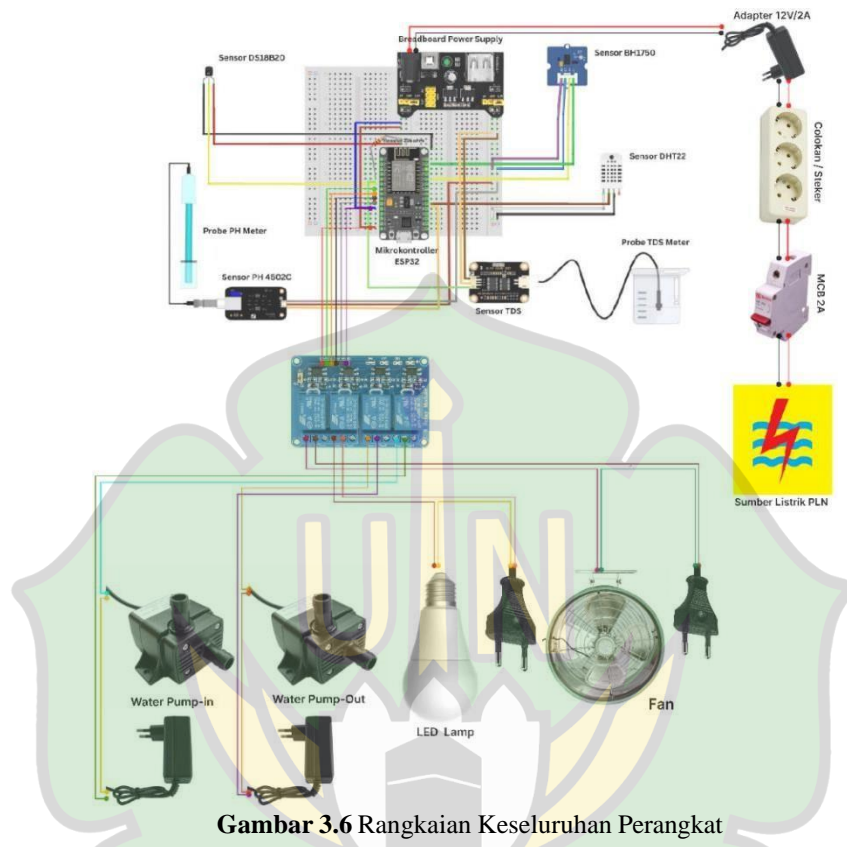 Adapter 12V/2A
Breadboard Power Supply
Sensor DS18B20
Sensor BH1750
Colokan / Steker
Sensor DHT22
Probe PH Meter
Mikrokontroller
ESP32
Probe TDS Meter
Sensor PH 4502C
Sensor TDS
MCB 2A
Sumber Listrik PLN
UIN
Water Pump-in
Water Pump-Out
LED Lamp
Fan
Gambar 3.6 Rangkaian Keseluruhan Perangkat